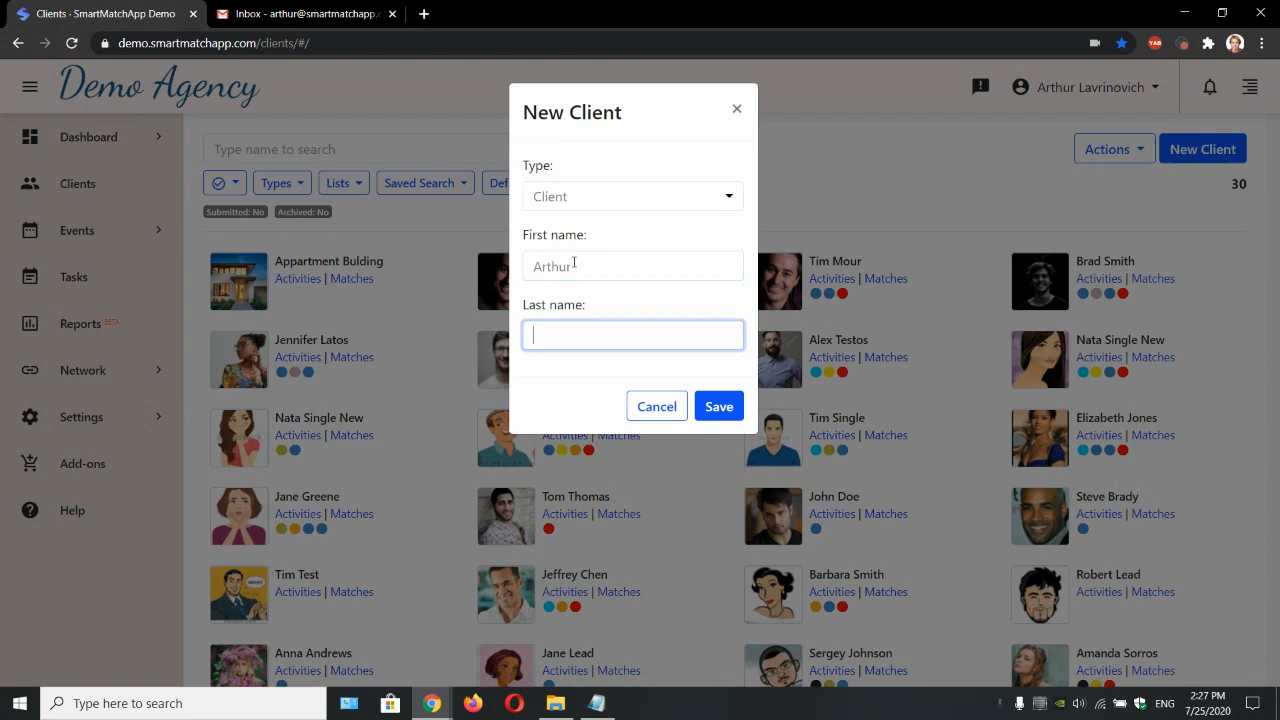 Clients - SmartMatchApp Demo
Inbox - arthur@smartmatchapp.c
demo.smartmatchapp.com/clients/#/
YAB
Demo Agency
Arthur Lavrinovich
Dashboard
Clients
Events
Tasks
Reports BETA
Network
Settings
Add-ons
Help
Type name to search
Actions
New Client
Types
Lists
Saved Search
Def
30
Submitted: No
Archived: No
New Client
Type:
Client
First name:
Arthur
Last name:
Cancel
Save
Appartment Bulding
Activities | Matches
Tim Mour
Activities | Matches
Brad Smith
Activities | Matches
Jennifer Latos
Activities | Matches
Alex Testos
Activities | Matches
Nata Single New
Activities | Matches
Nata Single New
Activities | Matches
Activities | Matches
Tim Single
Activities | Matches
Elizabeth Jones
Activities | Matches
Jane Greene
Activities | Matches
Tom Thomas
Activities | Matches
John Doe
Activities | Matches
Steve Brady
Activities | Matches
Tim Test
Activities | Matches
Jeffrey Chen
Activities | Matches
Barbara Smith
Activities | Matches
Robert Lead
Activities | Matches
Anna Andrews
Activities | Matches
Jane Lead
Activities | Matches
Sergey Johnson
Activities | Matches
Amanda Sorros
Activities | Matches
Type here to search
2:27 PM
7/25/2020